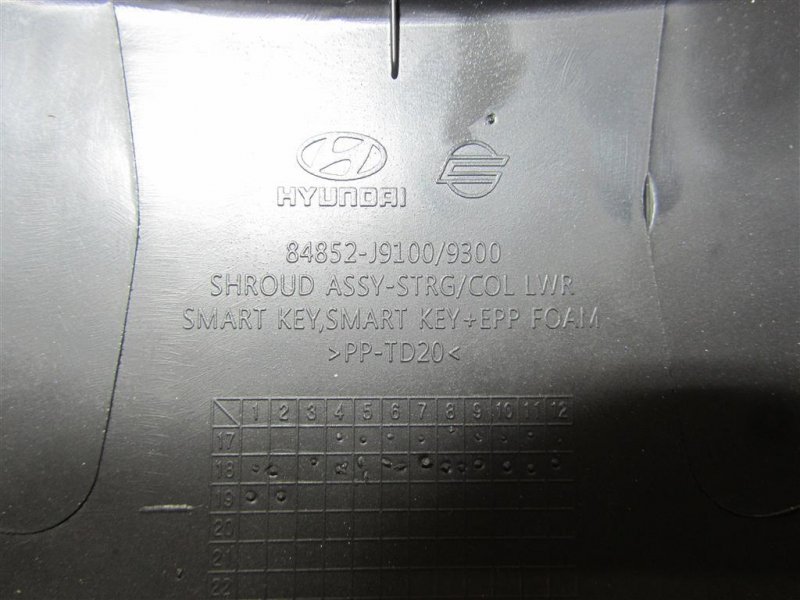 HYUNDAI
84852-J9100/9300
SHROUD ASSY-STRG/COL LWR
SMART KEY,SMART KEY+EPP FOAM
>PP-TD20<
1 2 3 4 5 6 7 8 9 10 11 12
17
18
19
20
21
22